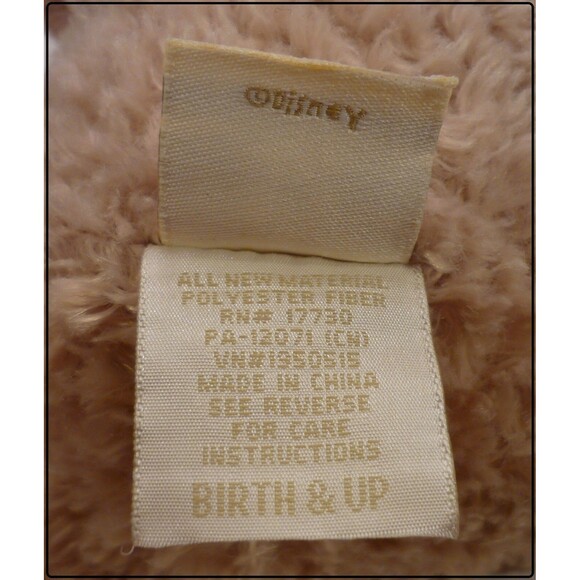 ©Disney
ALL NEW MATERIAL
POLYESTER FIBER
RN# 17730
PA-12071 (CN)
VN#1350515
MADE IN CHINA
SEE REVERSE
FOR CARE
INSTRUCTIONS
BIRTH & UP